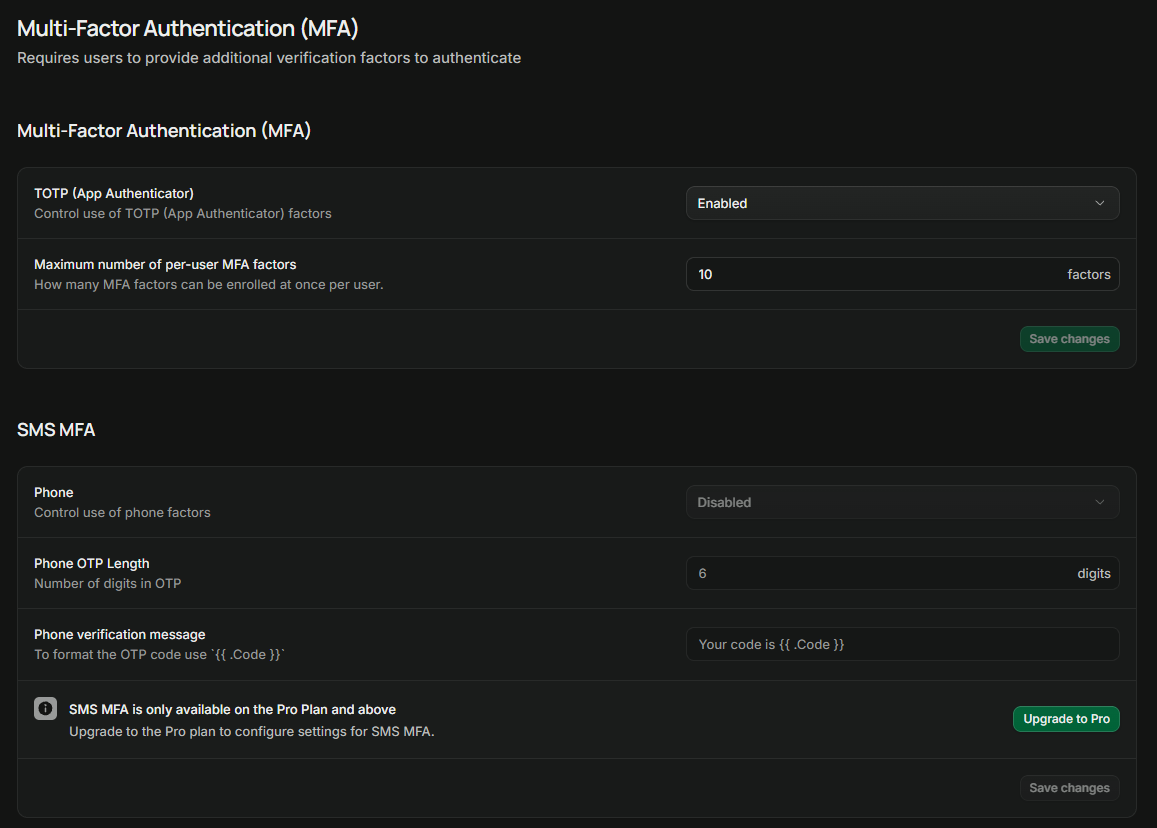 Multi-Factor Authentication (MFA)
Requires users to provide additional verification factors to authenticate
Multi-Factor Authentication (MFA)
TOTP (App Authenticator)
Control use of TOTP (App Authenticator) factors
Enabled
Maximum number of per-user MFA factors
How many MFA factors can be enrolled at once per user.
10 factors
Save changes
SMS MFA
Phone
Control use of phone factors
Disabled
Phone OTP Length
Number of digits in OTP
6 digits
Phone verification message
To format the OTP code use `{{ .Code }}`
Your code is {{ .Code }}
SMS MFA is only available on the Pro Plan and above
Upgrade to the Pro plan to configure settings for SMS MFA.
Upgrade to Pro
Save changes